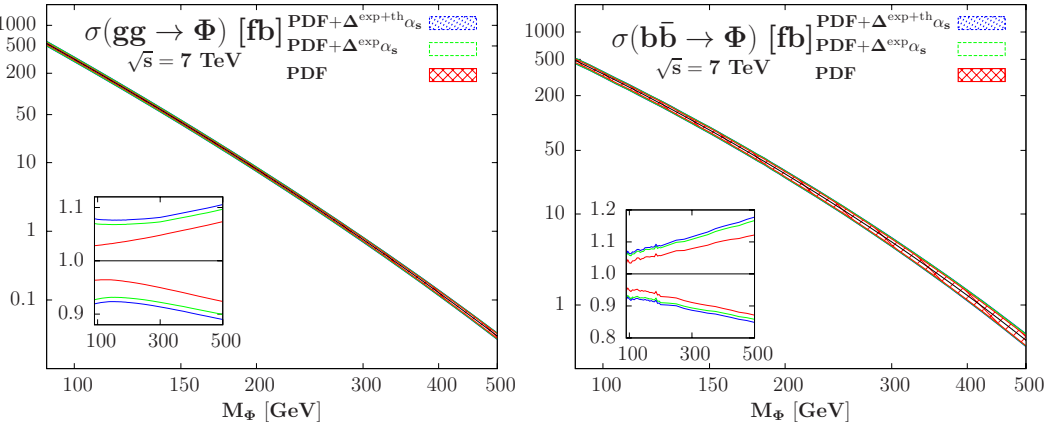 σ(gg → Φ) [fb]
√s = 7 TeV
PDF+Δ^exp+th α_s
PDF+Δ^exp α_s
PDF
1000
500
200
50
10
1
0.1
1.1
1.0
0.9
100 300 500
100 150 200 300 400 500
M_Φ [GeV]
σ(bb̄ → Φ) [fb]
√s = 7 TeV
PDF+Δ^exp+th α_s
PDF+Δ^exp α_s
PDF
1000
500
200
50
10
1
1.2
1.1
1.0
0.9
0.8
100 300 500
100 150 200 300 400 500
M_Φ [GeV]